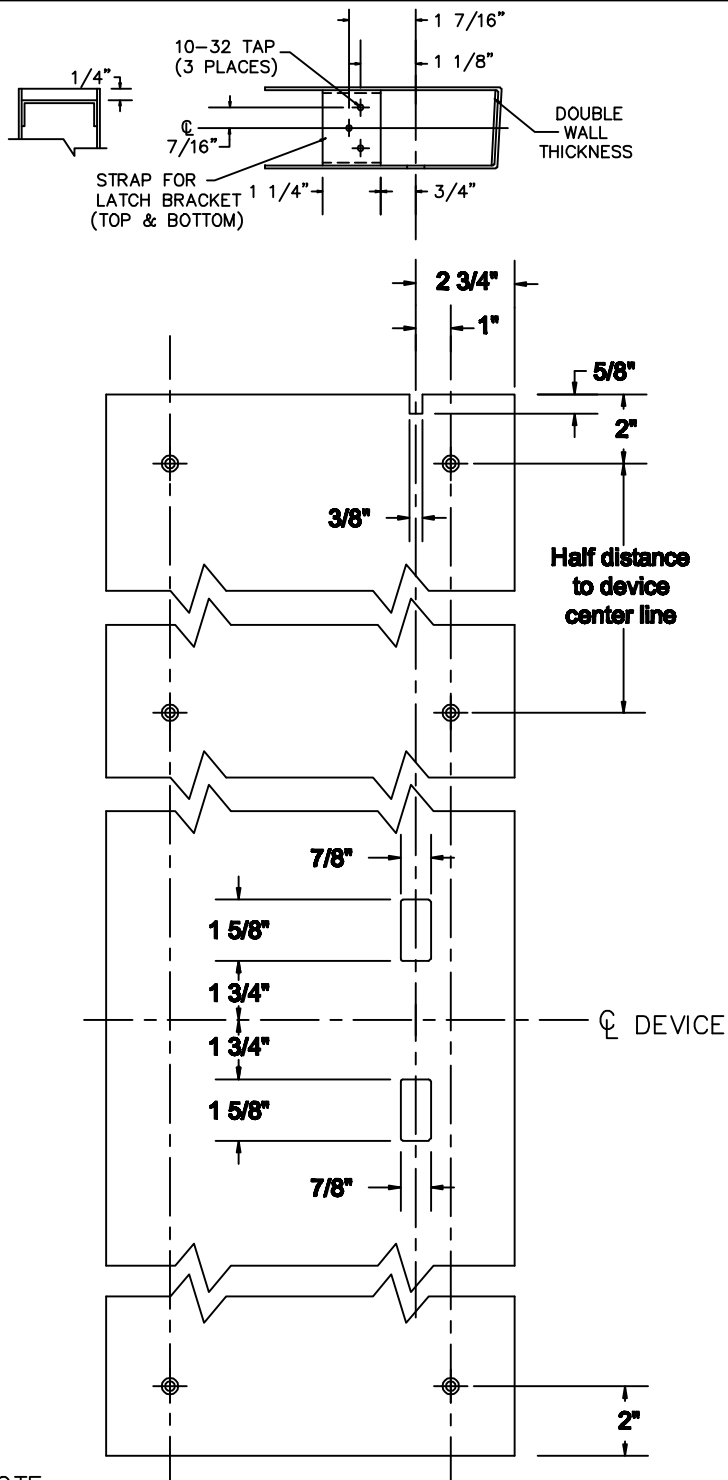 1 7/16”
10-32 TAP
(3 PLACES)
1 1/8”
1/4”
℄
7/16”
DOUBLE
WALL
THICKNESS
STRAP FOR
LATCH BRACKET
(TOP & BOTTOM)
1 1/4”
3/4”
2 3/4"
1"
5/8"
2"
3/8"
Half distance
to device
center line
7/8"
1 5/8"
1 3/4"
℄ DEVICE
1 3/4"
1 5/8"
7/8"
2"